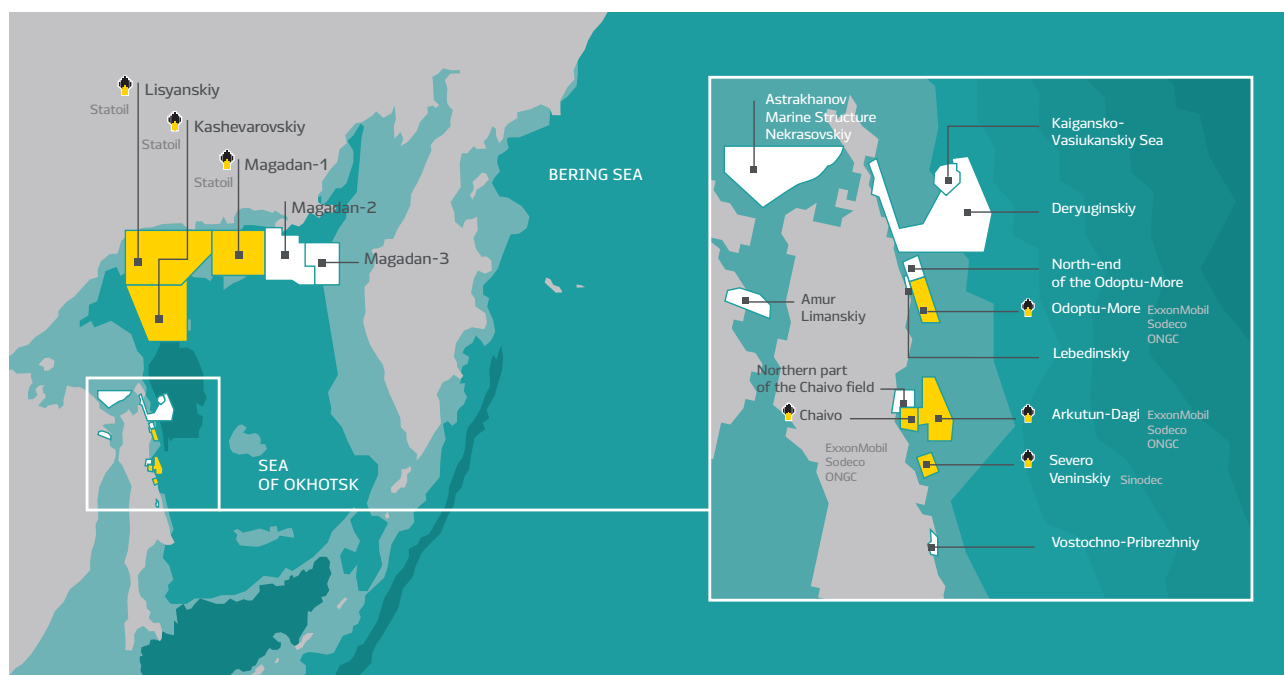 Lisyanskiy
Statoil
Kashevarovskiy
Statoil
Magadan-1
Statoil
Magadan-2
Magadan-3
BERING SEA
SEA
OF OKHOTSK
Astrakhanov
Marine Structure
Nekrasovskiy
Kaigansko-
Vasiukanskiy Sea
Deryuginskiy
North-end
of the Odoptu-More
Amur
Limanskiy
Odoptu-More ExxonMobil
Sodeco
ONGC
Lebedinskiy
Northern part
of the Chaivo field
Chaivo
ExxonMobil
Sodeco
ONGC
Arkutun-Dagi ExxonMobil
Sodeco
ONGC
Severo
Veninskiy Sinodec
Vostochno-Pribrezhniy